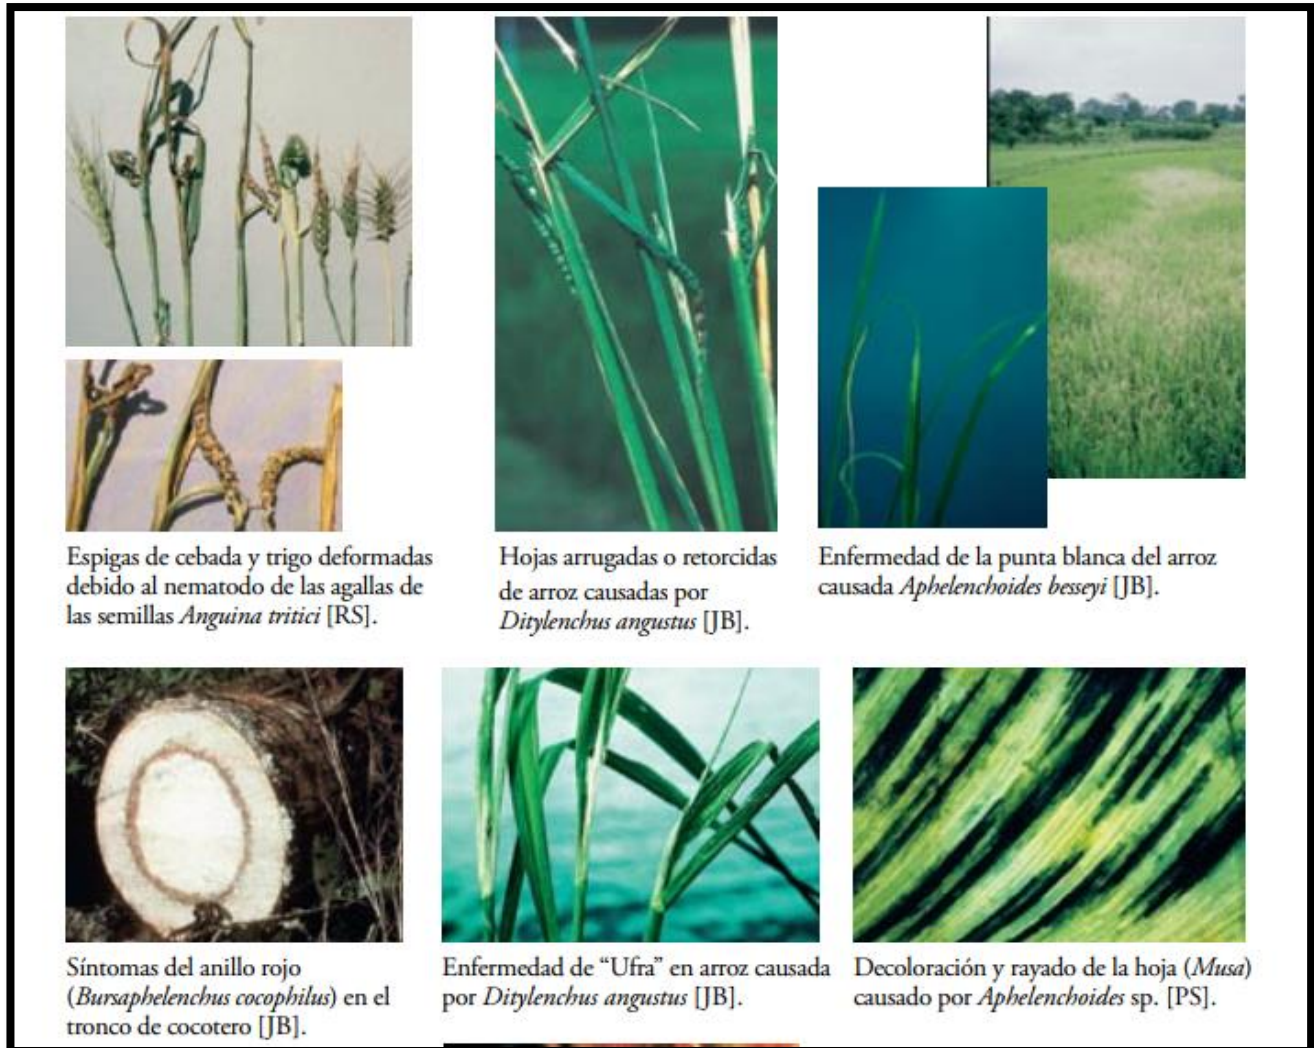 Espigas de cebada y trigo deformadas
debido al nematodo de las agallas de
las semillas Anguina tritici [RS].
Hojas arrugadas o retorcidas
de arroz causadas por
Ditylenchus angustus [JB].
Enfermedad de la punta blanca del arroz
causada Aphelenchoides besseyi [JB].
Síntomas del anillo rojo
(Bursaphelenchus cocophilus) en el
tronco de cocotero [JB].
Enfermedad de “Ufra” en arroz causada
por Ditylenchus angustus [JB].
Decoloración y rayado de la hoja (Musa)
causado por Aphelenchoides sp. [PS].